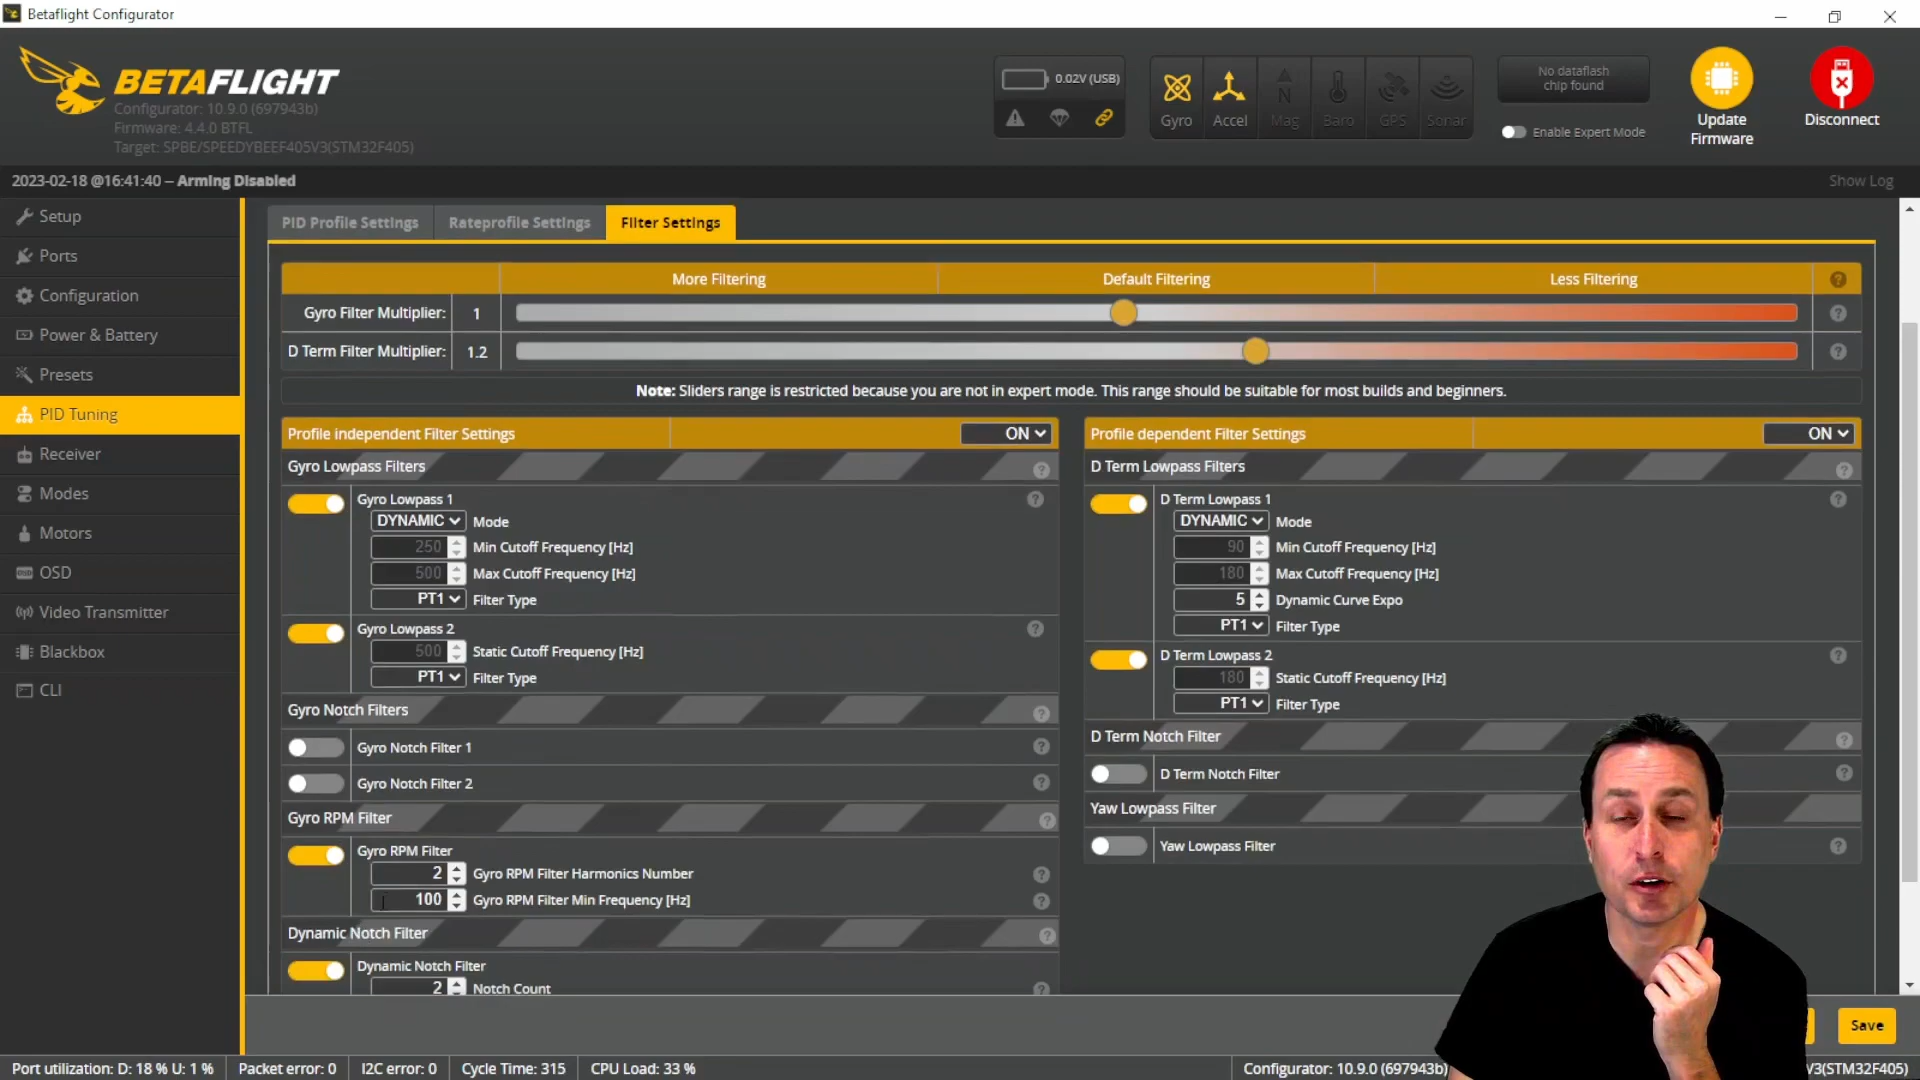 Betaflight Configurator
BETAFLIGHT
Configurator: 10.9.0 (697943b)
Firmware: 4.4.0 BTFL
Target: SPBE/SPEEDYBEEF405V3(STM32F405)
0.02V (USB)
Gyro
Accel
Mag
Baro
GPS
Sonar
No dataflash
chip found
Enable Expert Mode
Update
Firmware
Disconnect
2023-02-18 @16:41:40 – Arming Disabled
Show Log
Setup
Ports
Configuration
Power & Battery
Presets
PID Tuning
Receiver
Modes
Motors
OSD
Video Transmitter
Blackbox
CLI
PID Profile Settings
Rateprofile Settings
Filter Settings
More Filtering
Default Filtering
Less Filtering
Gyro Filter Multiplier: 1
D Term Filter Multiplier: 1.2
Note: Sliders range is restricted because you are not in expert mode. This range should be suitable for most builds and beginners.
Profile independent Filter Settings ON
Gyro Lowpass Filters
Gyro Lowpass 1
DYNAMIC Mode
250 Min Cutoff Frequency [Hz]
500 Max Cutoff Frequency [Hz]
PT1 Filter Type
Gyro Lowpass 2
500 Static Cutoff Frequency [Hz]
PT1 Filter Type
Gyro Notch Filters
Gyro Notch Filter 1
Gyro Notch Filter 2
Gyro RPM Filter
Gyro RPM Filter
2 Gyro RPM Filter Harmonics Number
100 Gyro RPM Filter Min Frequency [Hz]
Dynamic Notch Filter
Dynamic Notch Filter
2 Notch Count
Profile dependent Filter Settings ON
D Term Lowpass Filters
D Term Lowpass 1
DYNAMIC Mode
90 Min Cutoff Frequency [Hz]
180 Max Cutoff Frequency [Hz]
5 Dynamic Curve Expo
PT1 Filter Type
D Term Lowpass 2
180 Static Cutoff Frequency [Hz]
PT1 Filter Type
D Term Notch Filter
D Term Notch Filter
Yaw Lowpass Filter
Yaw Lowpass Filter
Save
Port utilization: D: 18 % U: 1 %
Packet error: 0
I2C error: 0
Cycle Time: 315
CPU Load: 33 %
Configurator: 10.9.0 (697943b)
V3(STM32F405)